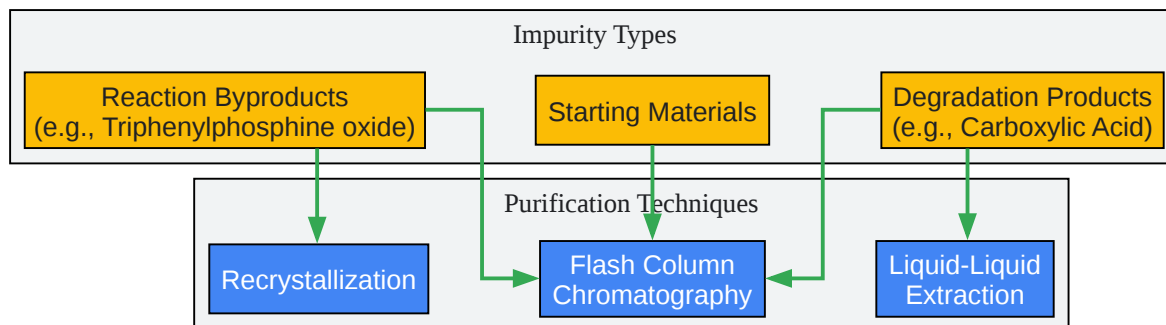 Impurity Types
Reaction Byproducts
(e.g., Triphenylphosphine oxide)
Starting Materials
Degradation Products
(e.g., Carboxylic Acid)
Purification Techniques
Recrystallization
Flash Column
Chromatography
Liquid-Liquid
Extraction